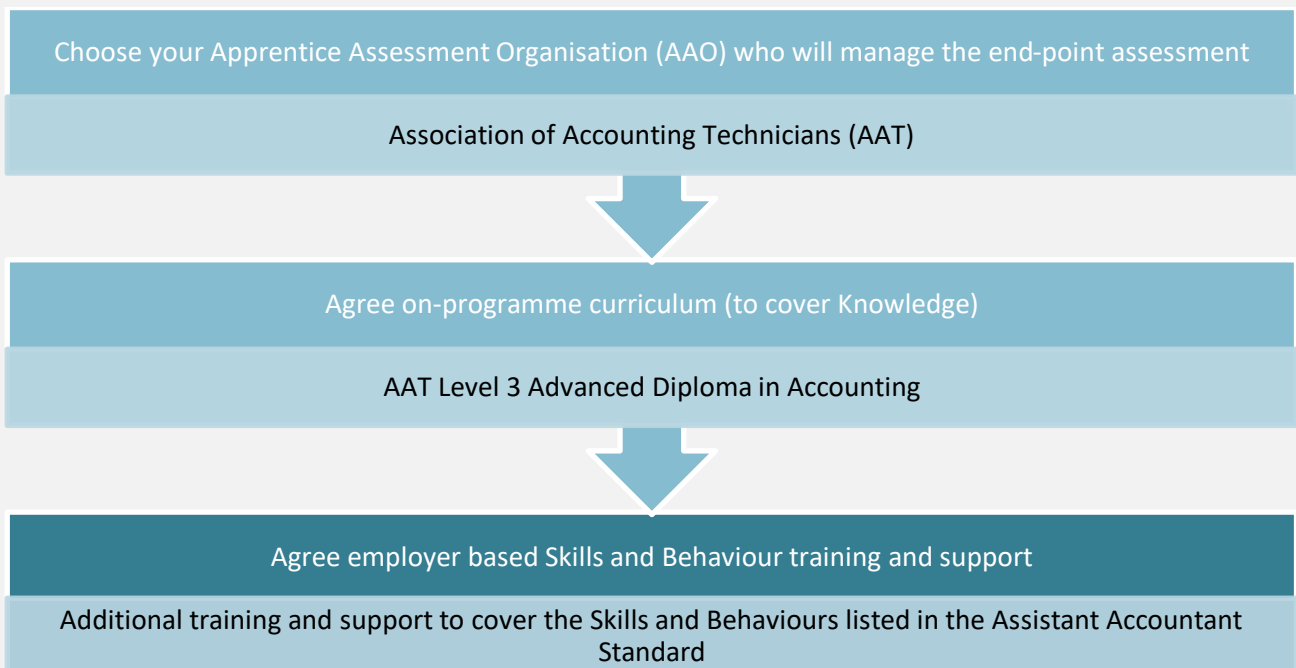 Choose your Apprentice Assessment Organisation (AAO) who will manage the end-point assessment
Association of Accounting Technicians (AAT)
Agree on-programme curriculum (to cover Knowledge)
AAT Level 3 Advanced Diploma in Accounting
Agree employer based Skills and Behaviour training and support
Additional training and support to cover the Skills and Behaviours listed in the Assistant Accountant
Standard